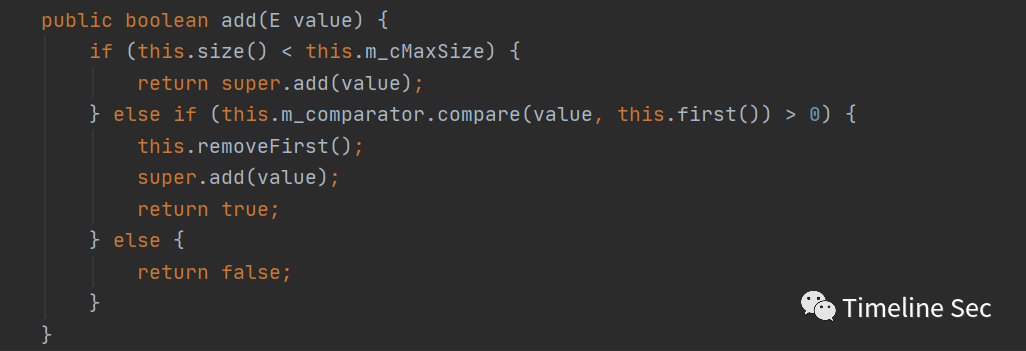 public boolean add(E value) {
    if (this.size() < this.m_cMaxSize) {
        return super.add(value);
    } else if (this.m_comparator.compare(value, this.first()) > 0) {
        this.removeFirst();
        super.add(value);
        return true;
    } else {
        return false;
    }
}
Timeline Sec